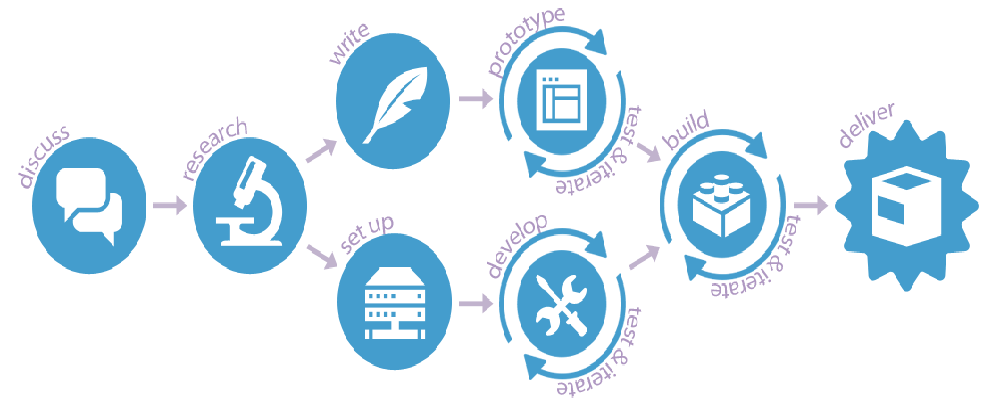 discuss
research
write
prototype
test & iterate
set up
develop
test & iterate
build
test & iterate
deliver